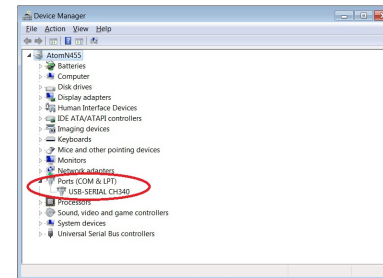 Device Manager
File Action View Help
AtomN455
Batteries
Computer
Disk drives
Display adapters
Human Interface Devices
IDE ATA/ATAPI controllers
Imaging devices
Keyboards
Mice and other pointing devices
Monitors
Network adapters
Ports (COM & LPT)
USB-SERIAL CH340
Processors
Sound, video and game controllers
System devices
Universal Serial Bus controllers